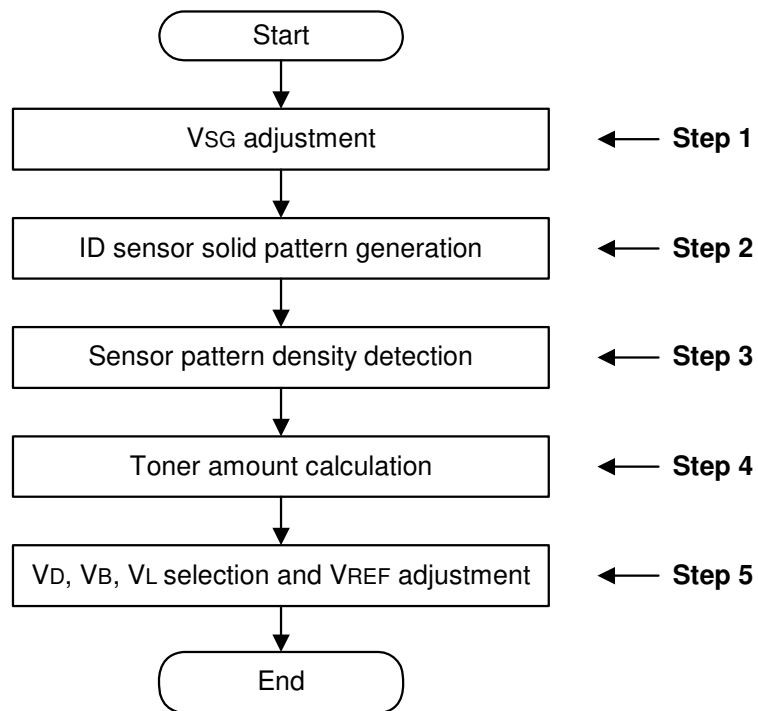 Start
VSG adjustment
Step 1
ID sensor solid pattern generation
Step 2
Sensor pattern density detection
Step 3
Toner amount calculation
Step 4
VD, VB, VL selection and VREF adjustment
Step 5
End